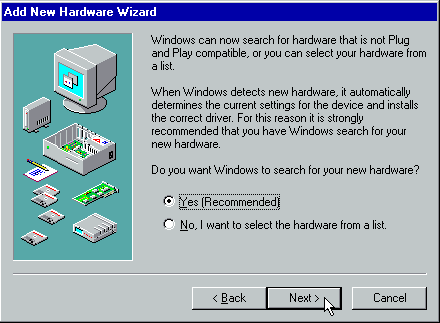 Add New Hardware Wizard
Windows can now search for hardware that is not Plug
and Play compatible, or you can select your hardware from
a list.
When Windows detects new hardware, it automatically
determines the current settings for the device and installs
the correct driver. For this reason it is strongly
recommended that you have Windows search for your
new hardware.
Do you want Windows to search for your new hardware?
Yes (Recommended)
No, I want to select the hardware from a list.
< Back
Next >
Cancel